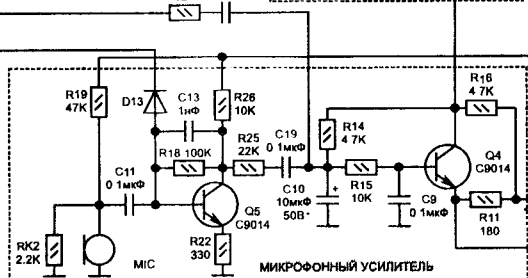 R19
47K
D13
C13
1нФ
R26
10K
R18 100K
R25
22K
C19
0 1мкФ
R14
4 7K
R16
4 7K
C11
0 1мкФ
Q5
C9014
C10
10мкФ
50В
R15
10K
C9
0 1мкФ
Q4
C9014
R11
180
RK2
2.2K
MIC
R22
330
МИКРОФОННЫЙ УСИЛИТЕЛЬ